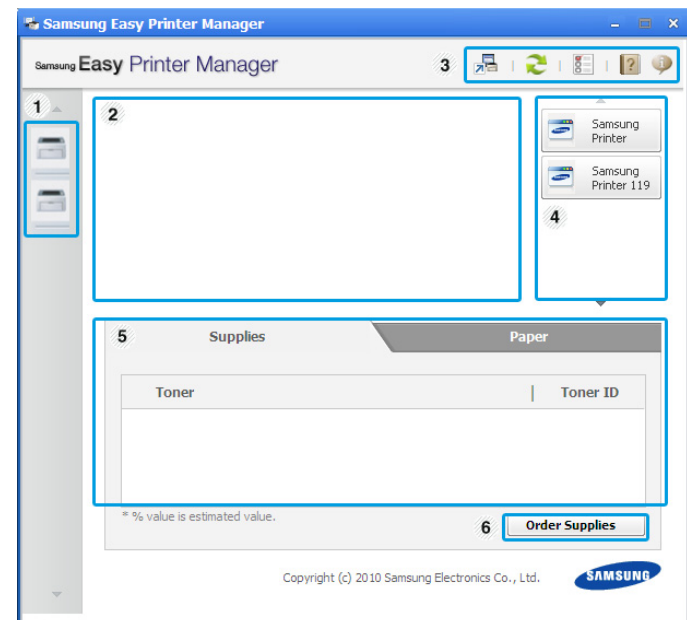 Samsung Easy Printer Manager
Samsung Easy Printer Manager
3
?
i
1
2
Samsung
Printer
Samsung
Printer 119
4
5 Supplies Paper
Toner | Toner ID
* % value is estimated value.
6 Order Supplies
Copyright (c) 2010 Samsung Electronics Co., Ltd. SAMSUNG